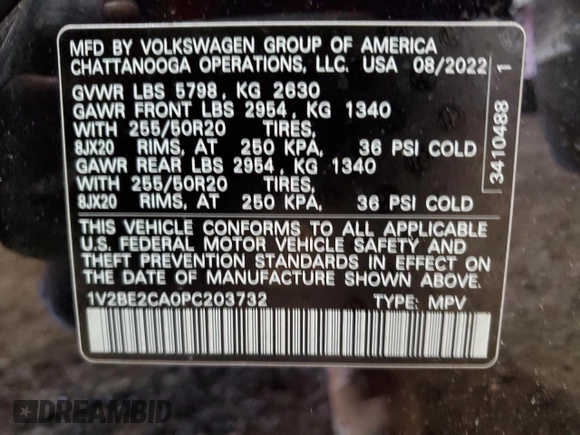 MFD BY VOLKSWAGEN GROUP OF AMERICA
CHATTANOOGA OPERATIONS, LLC. USA 08/2022
GVWR LBS 5798, KG 2630
GAWR FRONT LBS 2954, KG 1340
WITH 255/50R20 TIRES,
8JX20 RIMS, AT 250 KPA, 36 PSI COLD
GAWR REAR LBS 2954, KG 1340
WITH 255/50R20 TIRES,
8JX20 RIMS, AT 250 KPA, 36 PSI COLD
3410488 1
THIS VEHICLE CONFORMS TO ALL APPLICABLE
U.S. FEDERAL MOTOR VEHICLE SAFETY AND
THEFT PREVENTION STANDARDS IN EFFECT ON
THE DATE OF MANUFACTURE SHOWN ABOVE.
1V2BE2CA0PC203732 TYPE: MPV
DREAMBID